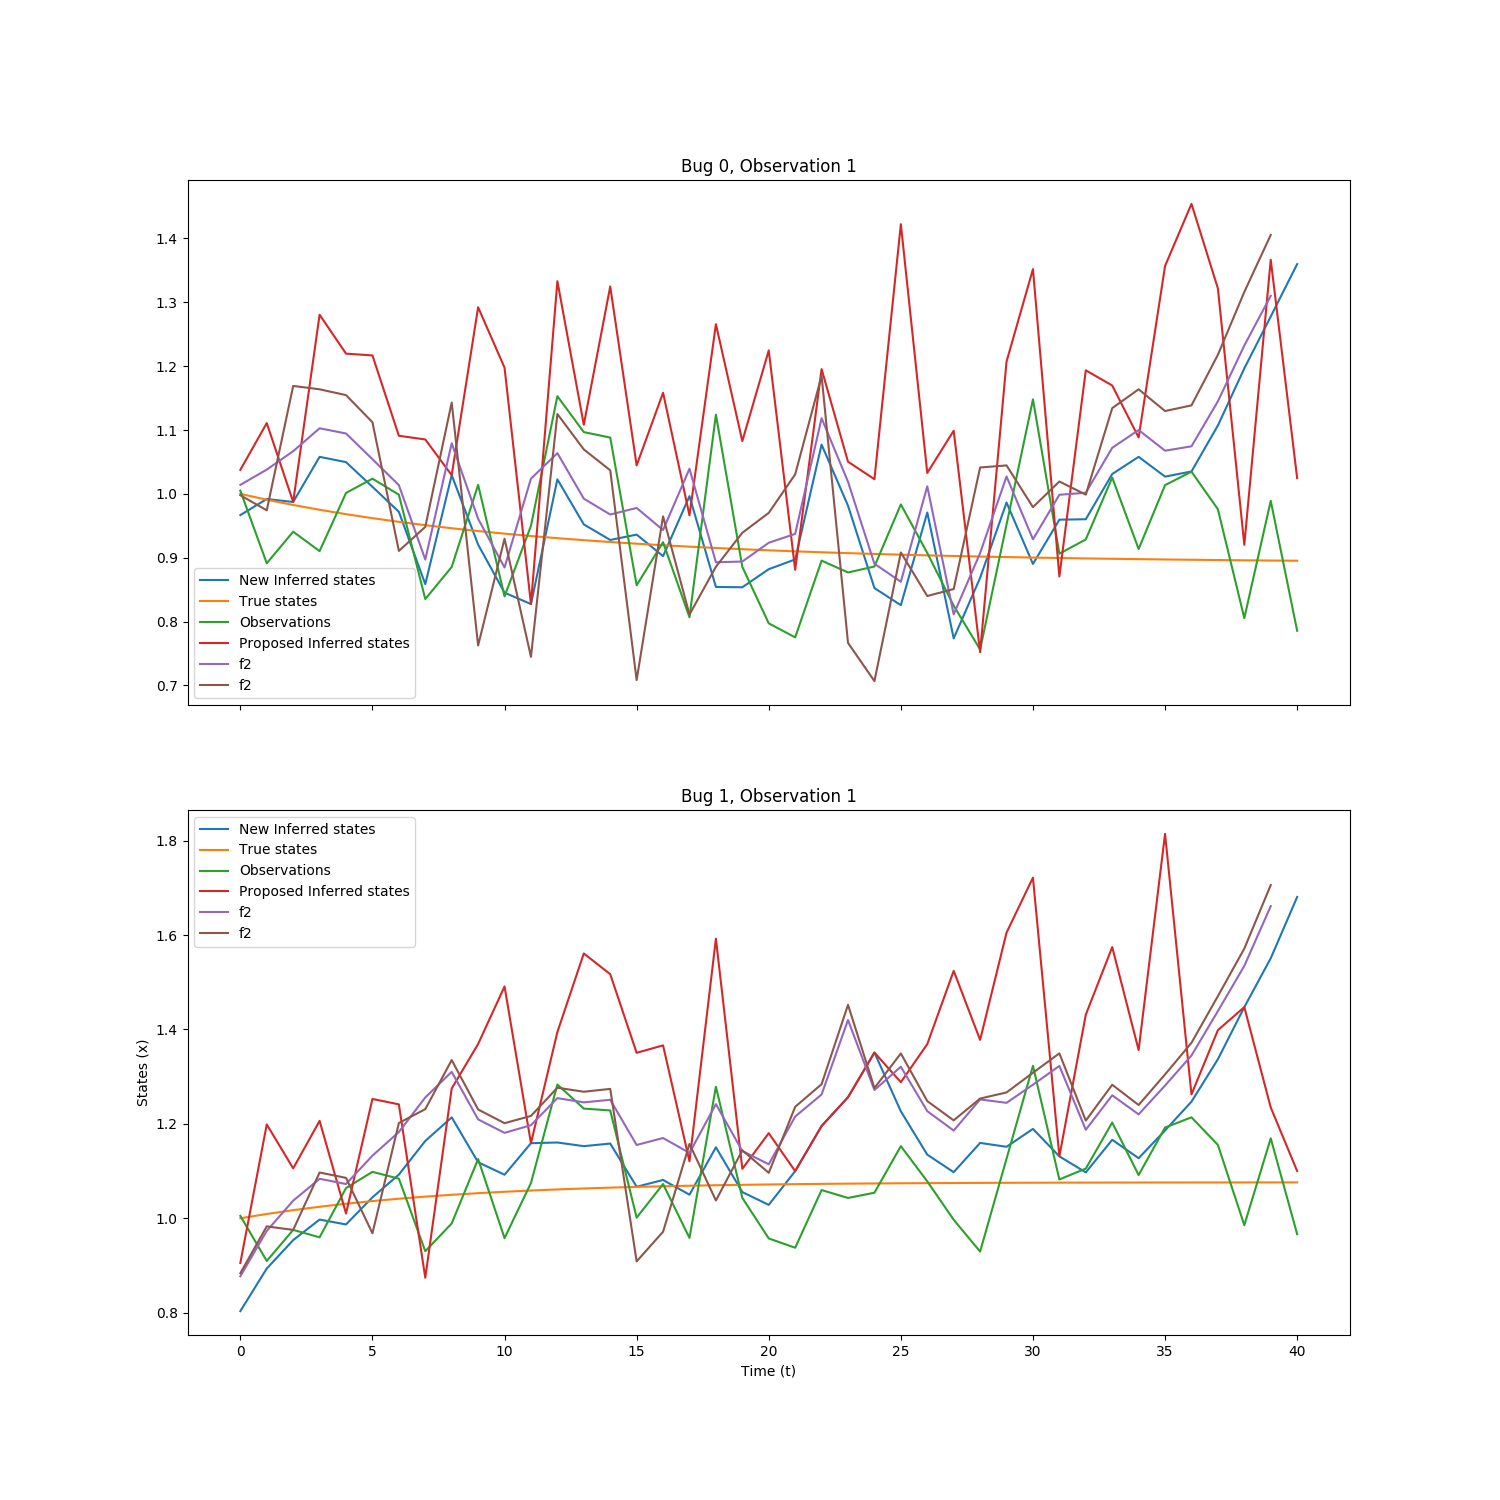 Bug 0, Observation 1
1.4
1.3
1.2
1.1
1.0
0.9
0.8
0.7
New Inferred states
True states
Observations
Proposed Inferred states
f2
f2
Bug 1, Observation 1
States (x)
1.8
1.6
1.4
1.2
1.0
0.8
New Inferred states
True states
Observations
Proposed Inferred states
f2
f2
0 5 10 15 20 25 30 35 40
Time (t)